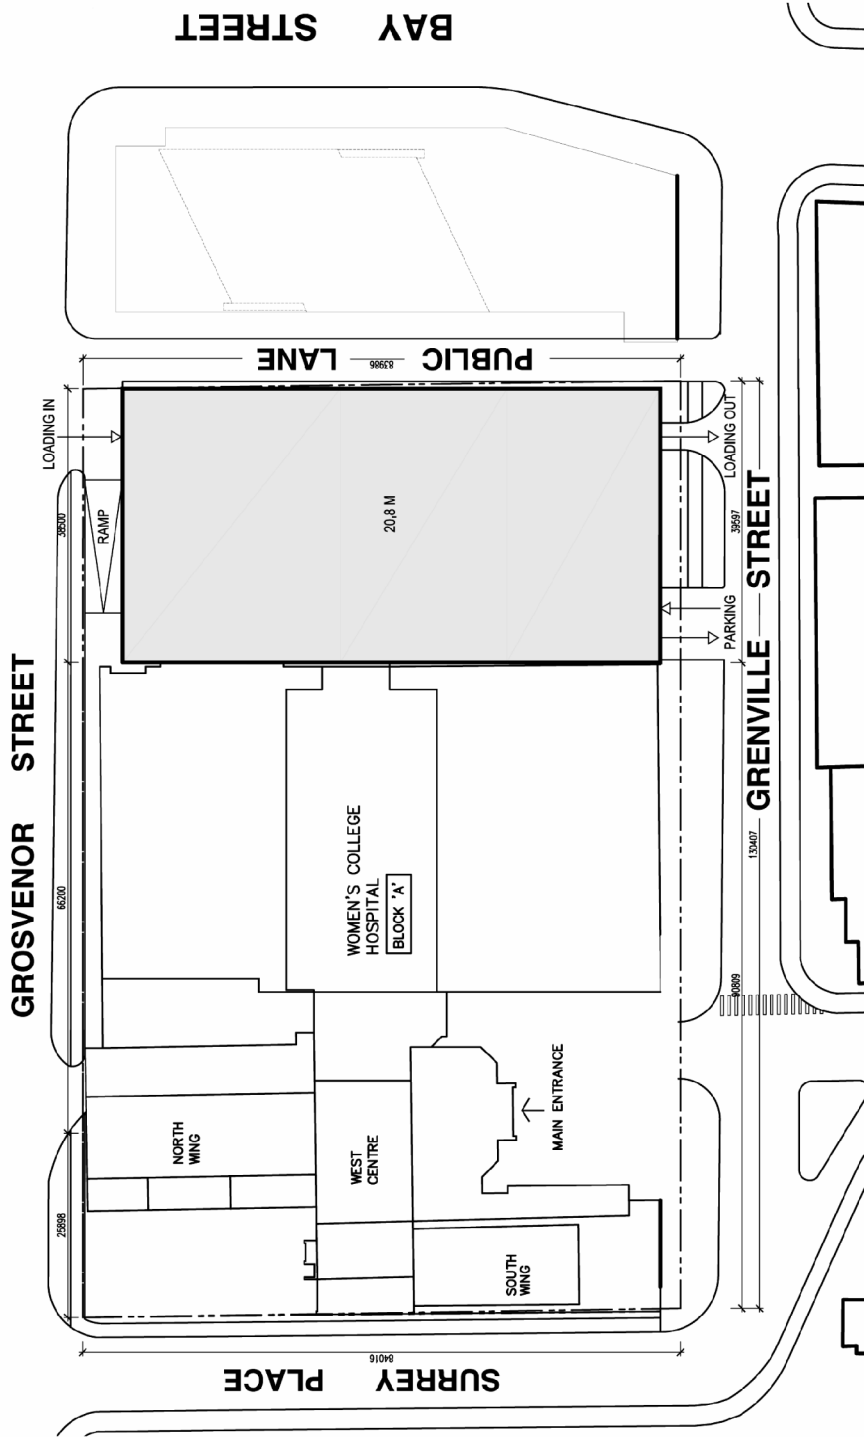 BAY STREET
PUBLIC LANE
83986
LOADING IN
RAMP
38500
20,8 M
LOADING OUT
39597
PARKING
GROSVENOR STREET
GRENVILLE STREET
WOMEN'S COLLEGE
HOSPITAL
BLOCK 'A'
66200
130407
90809
MAIN ENTRANCE
NORTH
WING
WEST
CENTRE
SOUTH
WING
25898
84016
SURREY PLACE